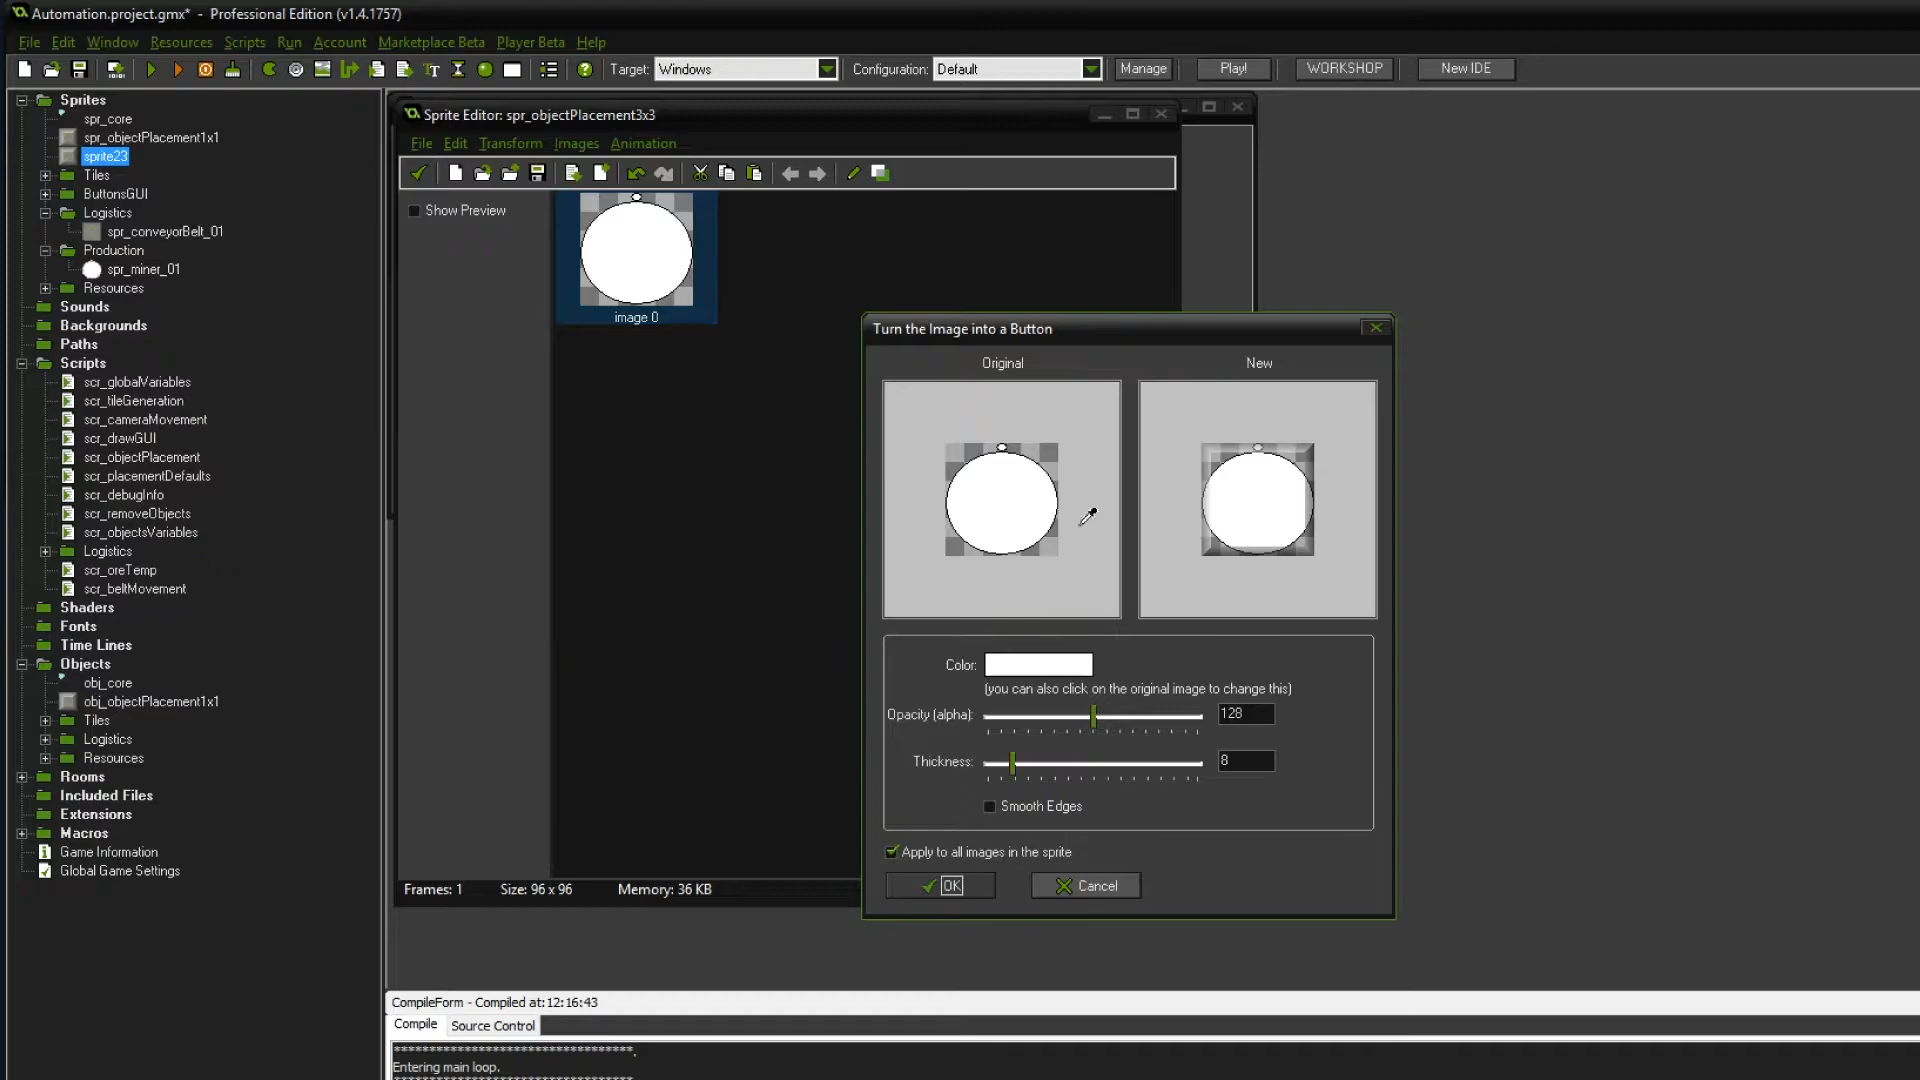 Automation.project.gmx* - Professional Edition (v1.4.1757)
File Edit Window Resources Scripts Run Account Marketplace Beta Player Beta Help
Target: Windows Configuration: Default Manage Play! WORKSHOP New IDE
Sprites
spr_core
spr_objectPlacement1x1
sprite23
Tiles
ButtonsGUI
Logistics
spr_conveyorBelt_01
Production
spr_miner_01
Resources
Sounds
Backgrounds
Paths
Scripts
scr_globalVariables
scr_tileGeneration
scr_cameraMovement
scr_drawGUI
scr_objectPlacement
scr_placementDefaults
scr_debugInfo
scr_removeObjects
scr_objectsVariables
Logistics
scr_oreTemp
scr_beltMovement
Shaders
Fonts
Time Lines
Objects
obj_core
obj_objectPlacement1x1
Tiles
Logistics
Resources
Rooms
Included Files
Extensions
Macros
Game Information
Global Game Settings
Sprite Editor: spr_objectPlacement3x3
File Edit Transform Images Animation
Show Preview
image 0
Frames: 1 Size: 96 x 96 Memory: 36 KB
Turn the Image into a Button
Original New
Color:
(you can also click on the original image to change this)
Opacity (alpha): 128
Thickness: 8
Smooth Edges
Apply to all images in the sprite
OK Cancel
CompileForm - Compiled at:12:16:43
Compile Source Control
**********************************.
Entering main loop.
**********************************